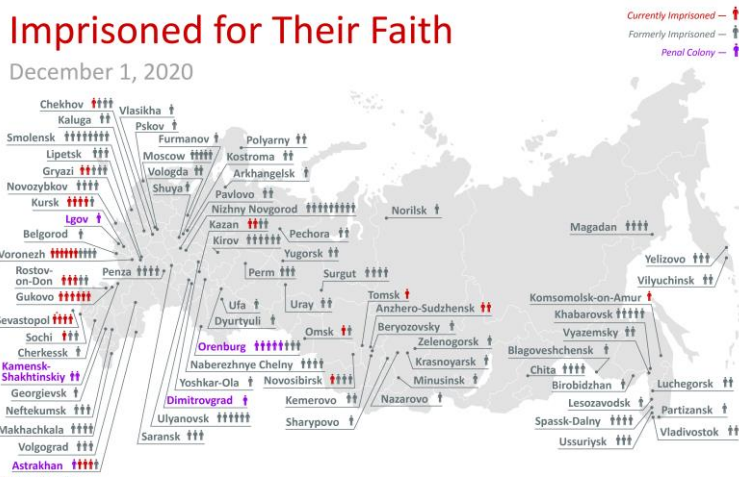 Imprisoned for Their Faith
December 1, 2020
Currently Imprisoned —
Formerly Imprisoned —
Penal Colony —
Chekhov
Vlasikha
Kaluga
Pskov
Smolensk
Furmanov
Polyarny
Lipetsk
Moscow
Kostroma
Gryazi
Vologda
Arkhangelsk
Novozybkov
Shuya
Pavlovo
Kursk
Nizhny Novgorod
Norilsk
Lgov
Kazan
Pechora
Magadan
Belgorod
Kirov
Yugorsk
Voronezh
Penza
Perm
Surgut
Yelizovo
Rostov-
on-Don
Vilyuchinsk
Gukovo
Ufa
Uray
Tomsk
Komsomolsk-on-Amur
Anzhero-Sudzhensk
Khabarovsk
Sevastopol
Dyurtyuli
Omsk
Beryozovsky
Vyazemsky
Sochi
Orenburg
Zelenogorsk
Blagoveshchensk
Cherkessk
Naberezhnye Chelny
Krasnoyarsk
Chita
Kamensk-
Shakhtinskiy
Yoshkar-Ola
Novosibirsk
Minusinsk
Birobidzhan
Luchegorsk
Georgievsk
Dimitrovgrad
Kemerovo
Nazarovo
Lesozavodsk
Partizansk
Neftekumsk
Ulyanovsk
Sharypovo
Spassk-Dalny
Vladivostok
Makhachkala
Saransk
Ussuriysk
Volgograd
Astrakhan